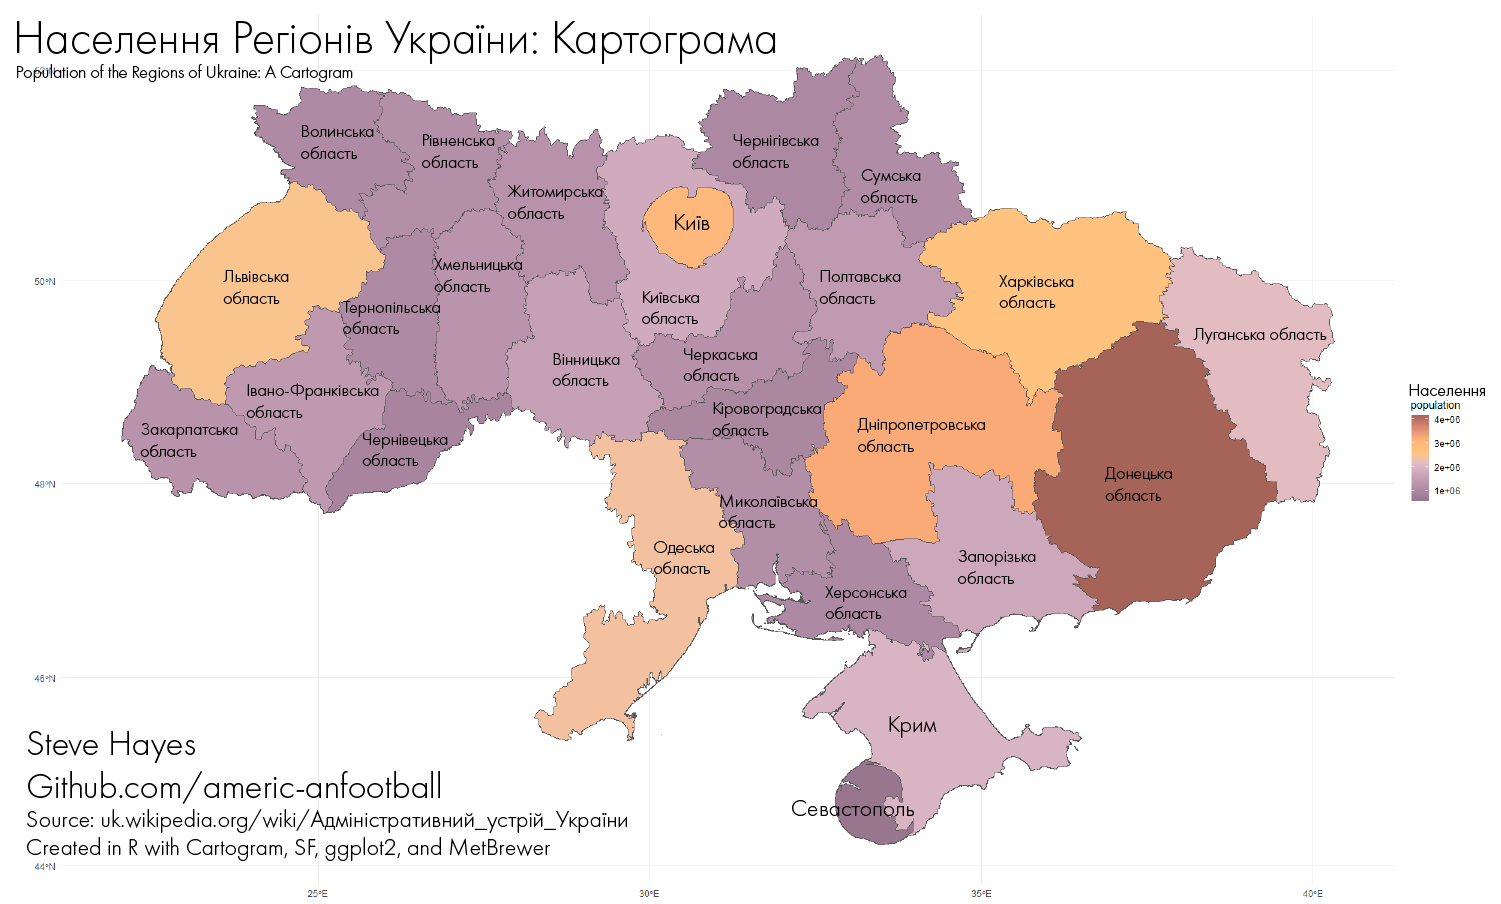 Населення Регіонів України: Картограма
Population of the Regions of Ukraine: A Cartogram
Волинська
область
Рівненська
область
Житомирська
область
Чернігівська
область
Сумська
область
Київ
Львівська
область
Хмельницька
область
Тернопільська
область
Київська
область
Полтавська
область
Харківська
область
Луганська область
Вінницька
область
Черкаська
область
Івано-Франківська
область
Закарпатська
область
Чернівецька
область
Кіровоградська
область
Дніпропетровська
область
Донецька
область
Миколаївська
область
Одеська
область
Запорізька
область
Херсонська
область
Крим
Севастополь
Населення
population
4e+06
3e+06
2e+06
1e+06
50°N
48°N
46°N
44°N
25°E
30°E
35°E
40°E
Steve Hayes
Github.com/americ-anfootball
Source: uk.wikipedia.org/wiki/Адміністративний_устрій_України
Created in R with Cartogram, SF, ggplot2, and MetBrewer